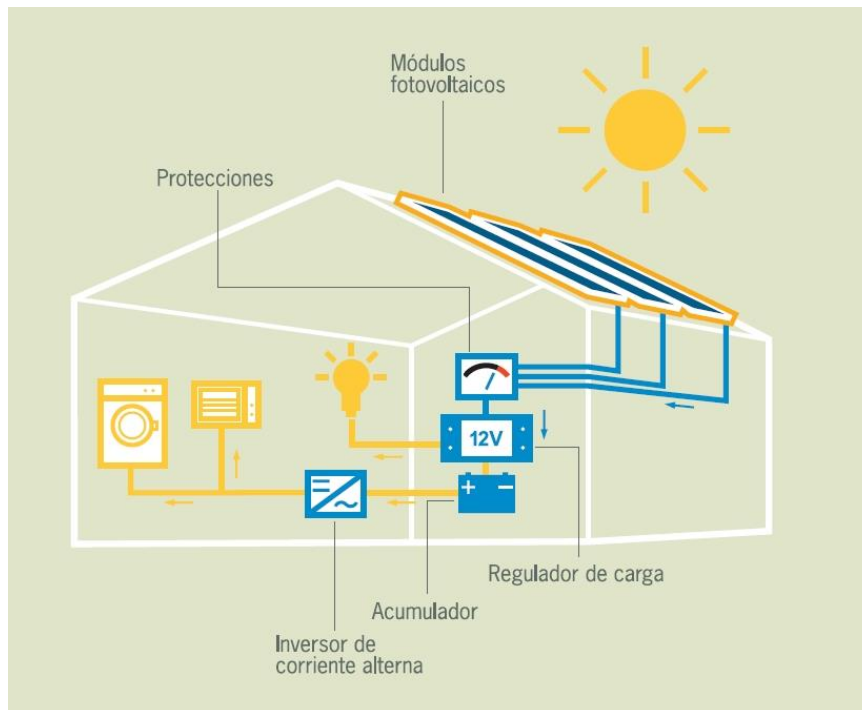 Módulos
fotovoltaicos
Protecciones
12V
Regulador de carga
Acumulador
Inversor de
corriente alterna